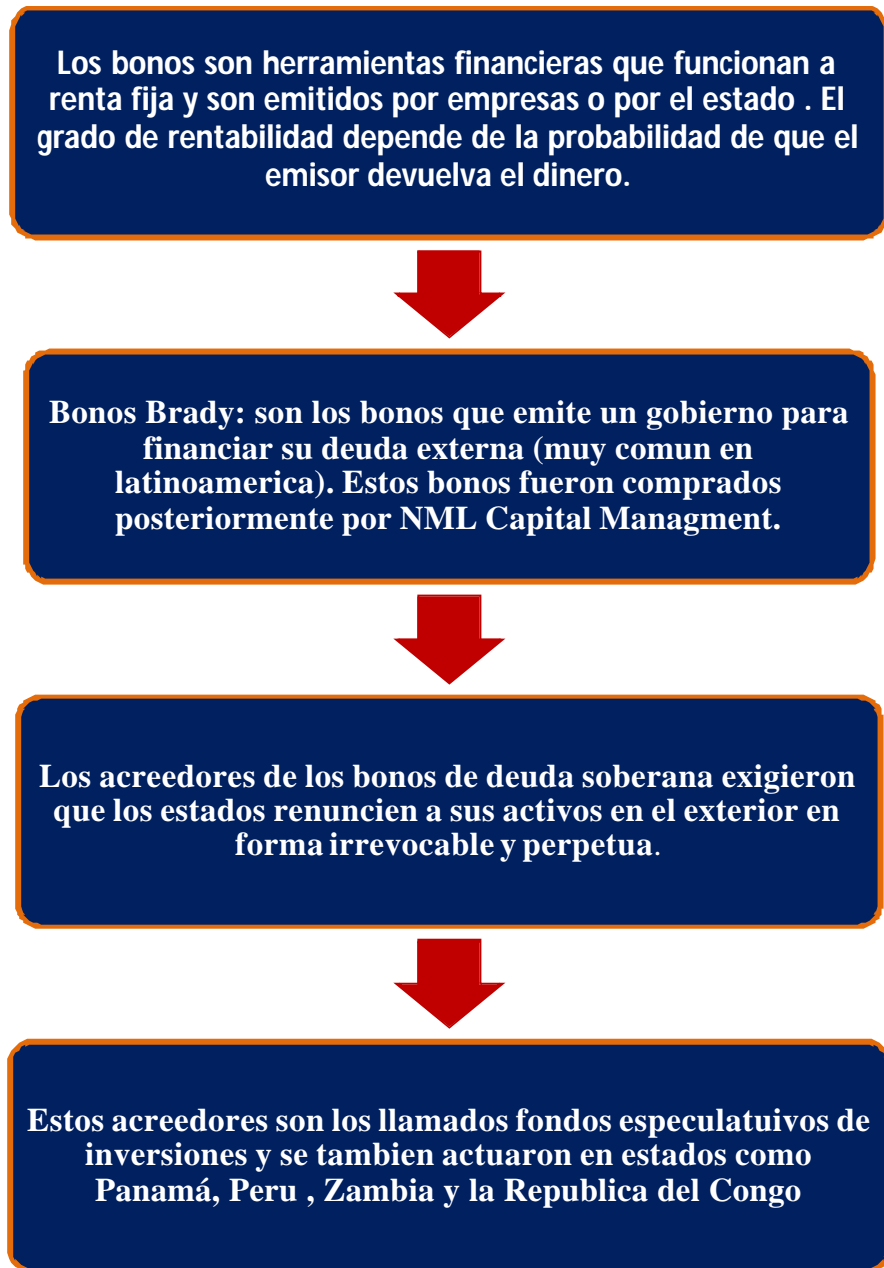 Los bonos son herramientas financieras que funcionan a
renta fija y son emitidos por empresas o por el estado . El
grado de rentabilidad depende de la probabilidad de que el
emisor devuelva el dinero.
Bonos Brady: son los bonos que emite un gobierno para
financiar su deuda externa (muy comun en
latinoamerica). Estos bonos fueron comprados
posteriormente por NML Capital Managment.
Los acreedores de los bonos de deuda soberana exigieron
que los estados renuncien a sus activos en el exterior en
forma irrevocable y perpetua.
Estos acreedores son los llamados fondos especulatuivos de
inversiones y se tambien actuaron en estados como
Panamá, Peru , Zambia y la Republica del Congo